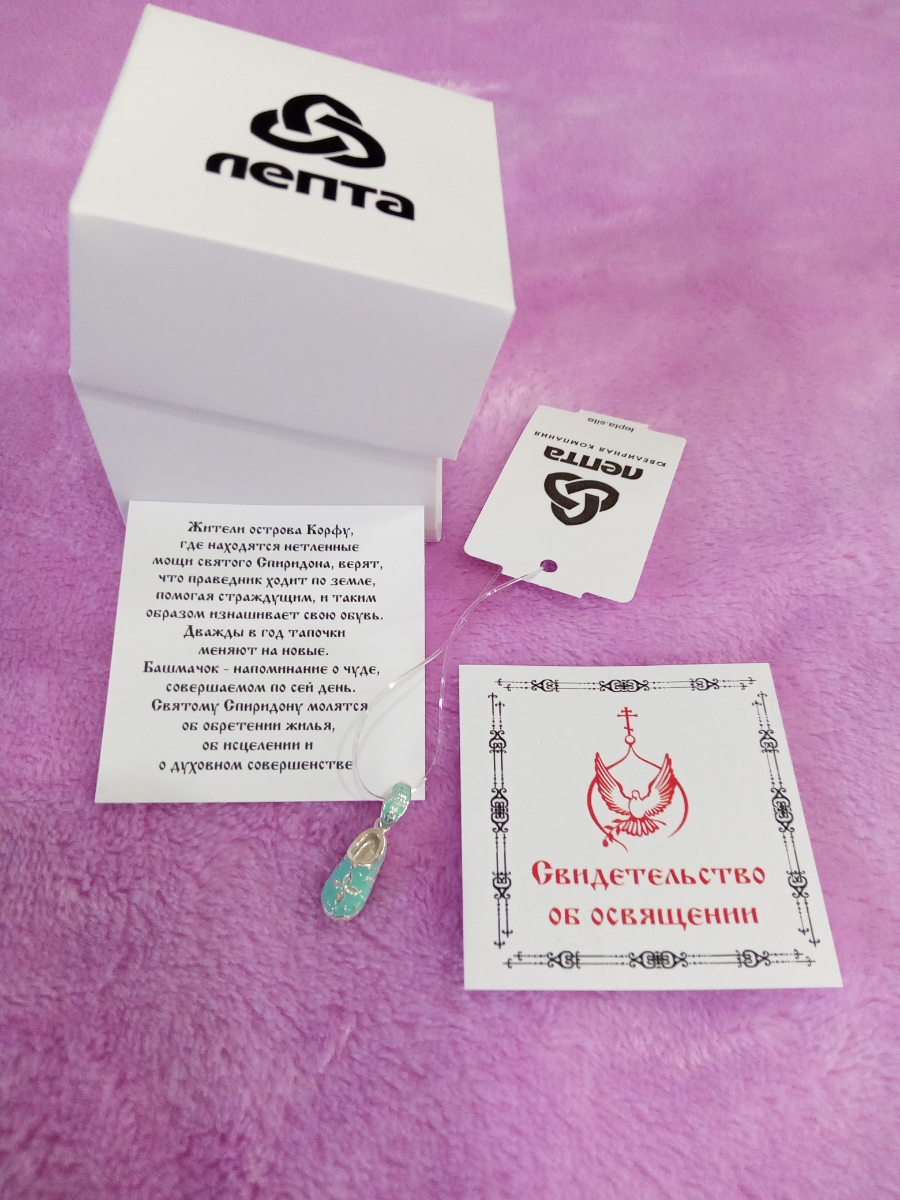 лепта
lepta.site
ЮВЕЛИРНАЯ КОМПАНИЯ
лепта
Жители острова Корфу,
где находятся нетленные
мощи святого Спиридона, верят,
что праведник ходит по земле,
помогая страждущим, и таким
образом изнашивает свою обувь.
Дважды в год тапочки
меняют на новые.
Башмачок - напоминание о чуде,
совершаемом по сей день.
Святому Спиридону молятся
об обретении жилья,
об исцелении и
о духовном совершенстве
Свидетельство
об освящении